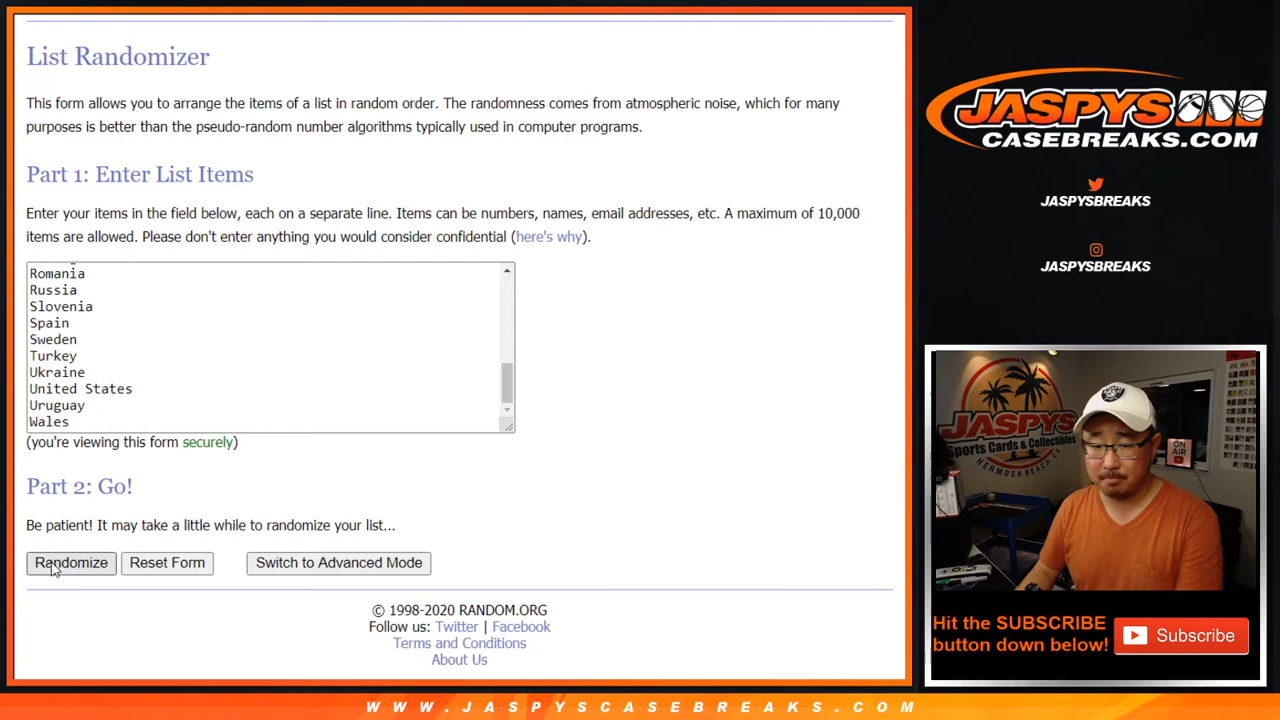 List Randomizer
This form allows you to arrange the items of a list in random order. The randomness comes from atmospheric noise, which for many
purposes is better than the pseudo-random number algorithms typically used in computer programs.
Part 1: Enter List Items
Enter your items in the field below, each on a separate line. Items can be numbers, names, email addresses, etc. A maximum of 10,000
items are allowed. Please don't enter anything you would consider confidential (here's why).
Romania
Russia
Slovenia
Spain
Sweden
Turkey
Ukraine
United States
Uruguay
Wales
(you're viewing this form securely)
Part 2: Go!
Be patient! It may take a little while to randomize your list...
Randomize Reset Form Switch to Advanced Mode
© 1998-2020 RANDOM.ORG
Follow us: Twitter | Facebook
Terms and Conditions
About Us
JASPYS
CASEBREAKS.COM
JASPYSBREAKS
JASPYSBREAKS
JASPYS
Sports Cards & Collectibles
HERMOSA BEACH, CA
ON AIR
Hit the SUBSCRIBE
button down below!
Subscribe
WWW.JASPYSCASEBREAKS.COM